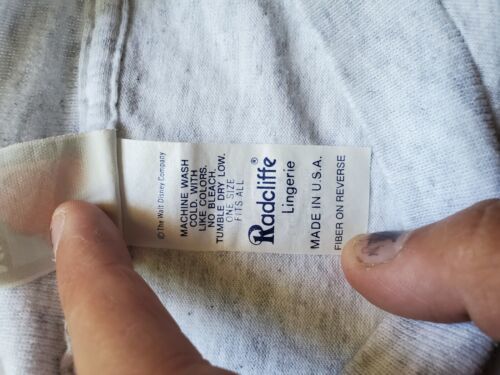 © The Walt Disney Company
MACHINE WASH
COLD. WITH
LIKE COLORS.
NO BLEACH.
TUMBLE DRY LOW.
ONE SIZE
FITS ALL
Radcliffe®
Lingerie
MADE IN U.S.A.
FIBER ON REVERSE